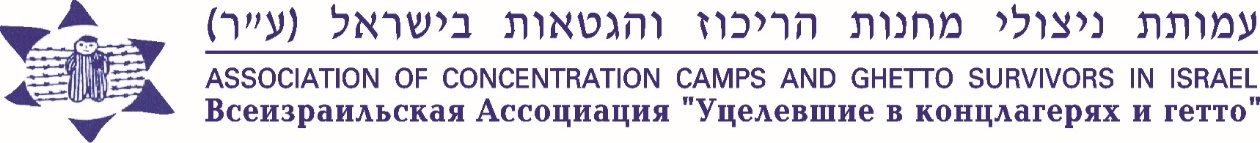 עמותת ניצולי מחנות הריכוז והגטאות בישראל (ע״ר)
ASSOCIATION OF CONCENTRATION CAMPS AND GHETTO SURVIVORS IN ISRAEL
Всеизраильская Ассоциация "Уцелевшие в концлагерях и гетто"